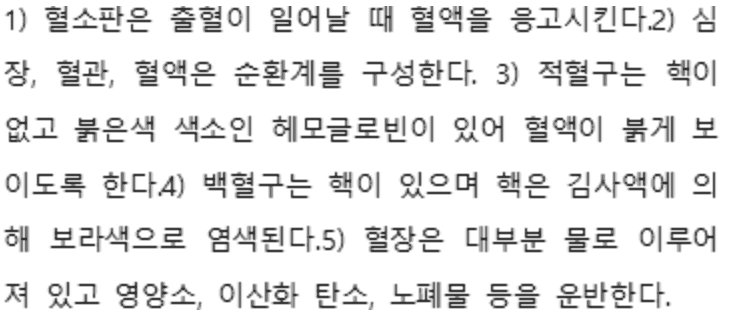 1) 혈소판은 출혈이 일어날 때 혈액을 응고시킨다.2) 심
장, 혈관, 혈액은 순환계를 구성한다. 3) 적혈구는 핵이
없고 붉은색 색소인 헤모글로빈이 있어 혈액이 붉게 보
이도록 한다.4) 백혈구는 핵이 있으며 핵은 김사액에 의
해 보라색으로 염색된다.5) 혈장은 대부분 물로 이루어
져 있고 영양소, 이산화 탄소, 노폐물 등을 운반한다.